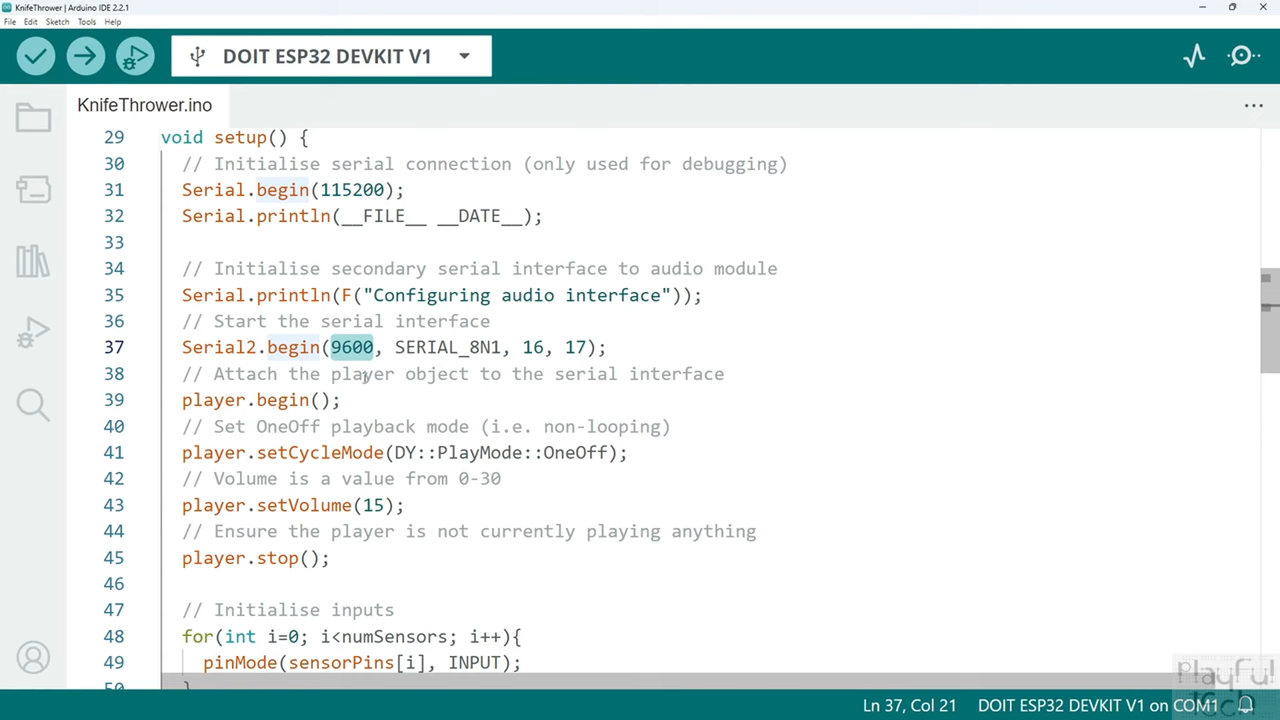 KnifeThrower | Arduino IDE 2.2.1
File Edit Sketch Tools Help
DOIT ESP32 DEVKIT V1
KnifeThrower.ino
29 void setup() {
30 // Initialise serial connection (only used for debugging)
31 Serial.begin(115200);
32 Serial.println(__FILE__ __DATE__);
33
34 // Initialise secondary serial interface to audio module
35 Serial.println(F("Configuring audio interface"));
36 // Start the serial interface
37 Serial2.begin(9600, SERIAL_8N1, 16, 17);
38 // Attach the player object to the serial interface
39 player.begin();
40 // Set OneOff playback mode (i.e. non-looping)
41 player.setCycleMode(DY::PlayMode::OneOff);
42 // Volume is a value from 0-30
43 player.setVolume(15);
44 // Ensure the player is not currently playing anything
45 player.stop();
46
47 // Initialise inputs
48 for(int i=0; i<numSensors; i++){
49 pinMode(sensorPins[i], INPUT);
50 }
Playful Tech
Ln 37, Col 21 DOIT ESP32 DEVKIT V1 on COM1